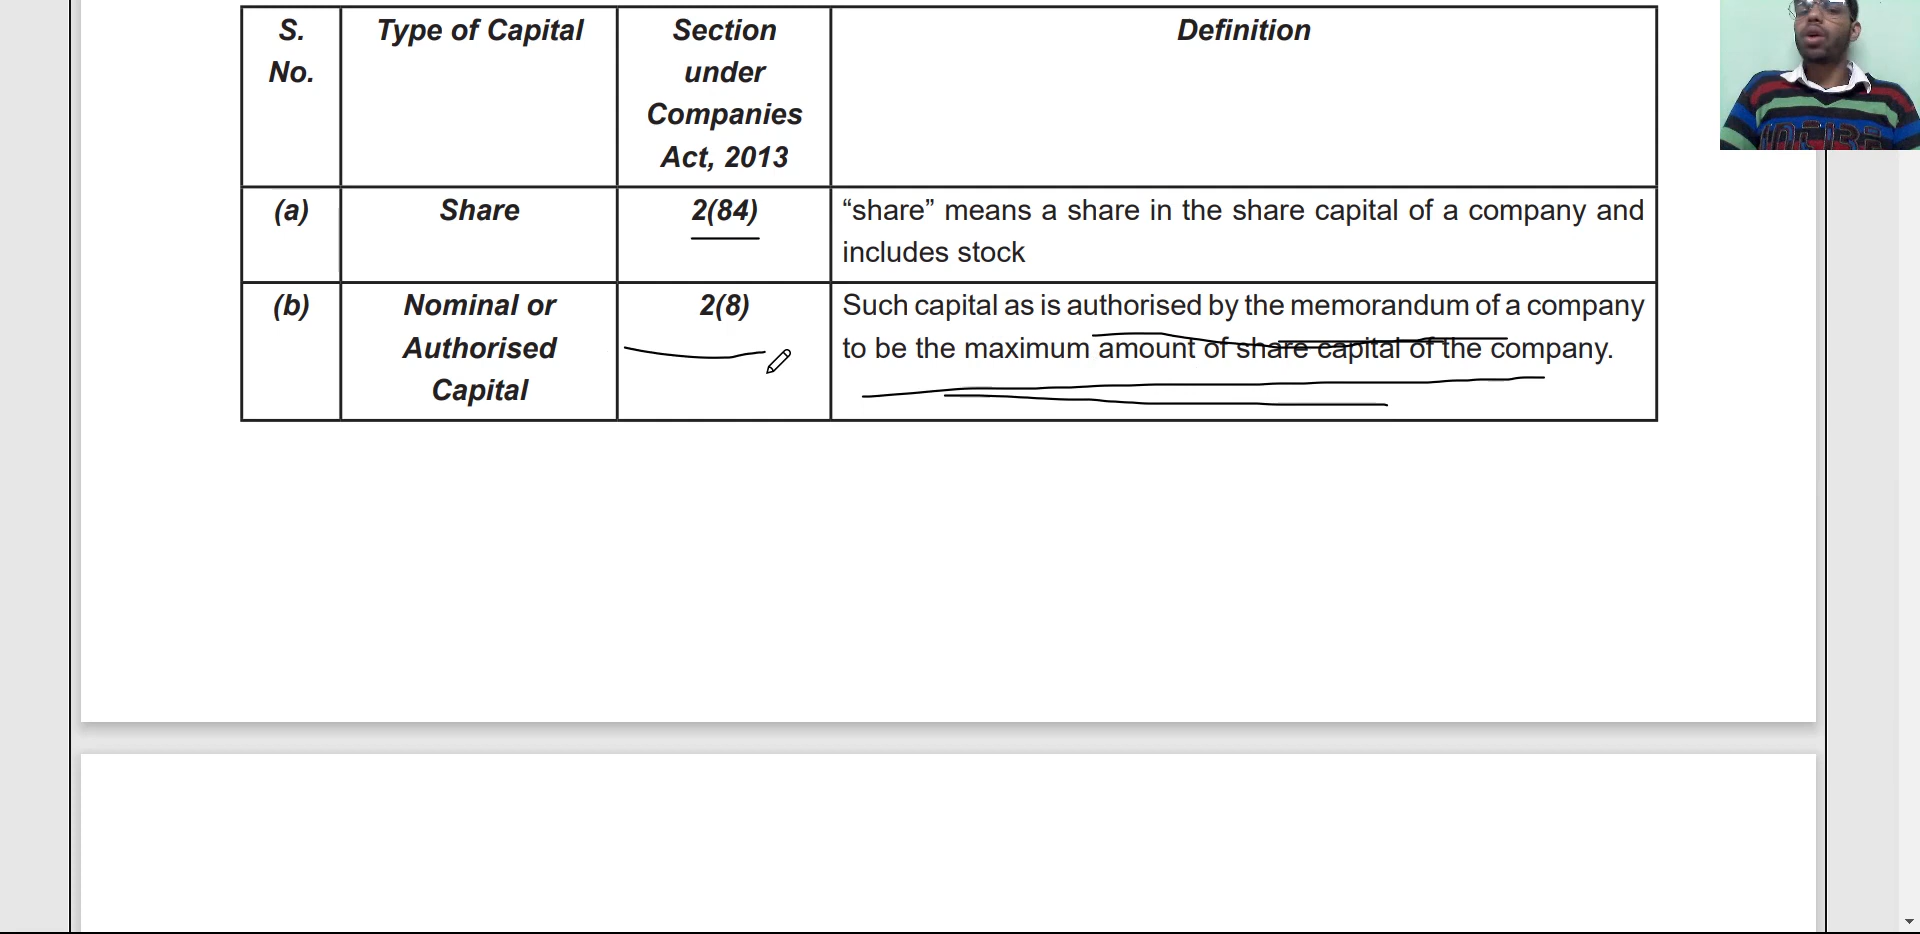 S.
No.
Type of Capital
Section
under
Companies
Act, 2013
Definition
(a)
Share
2(84)
“share” means a share in the share capital of a company and
includes stock
(b)
Nominal or
Authorised
Capital
2(8)
Such capital as is authorised by the memorandum of a company
to be the maximum amount of share capital of the company.